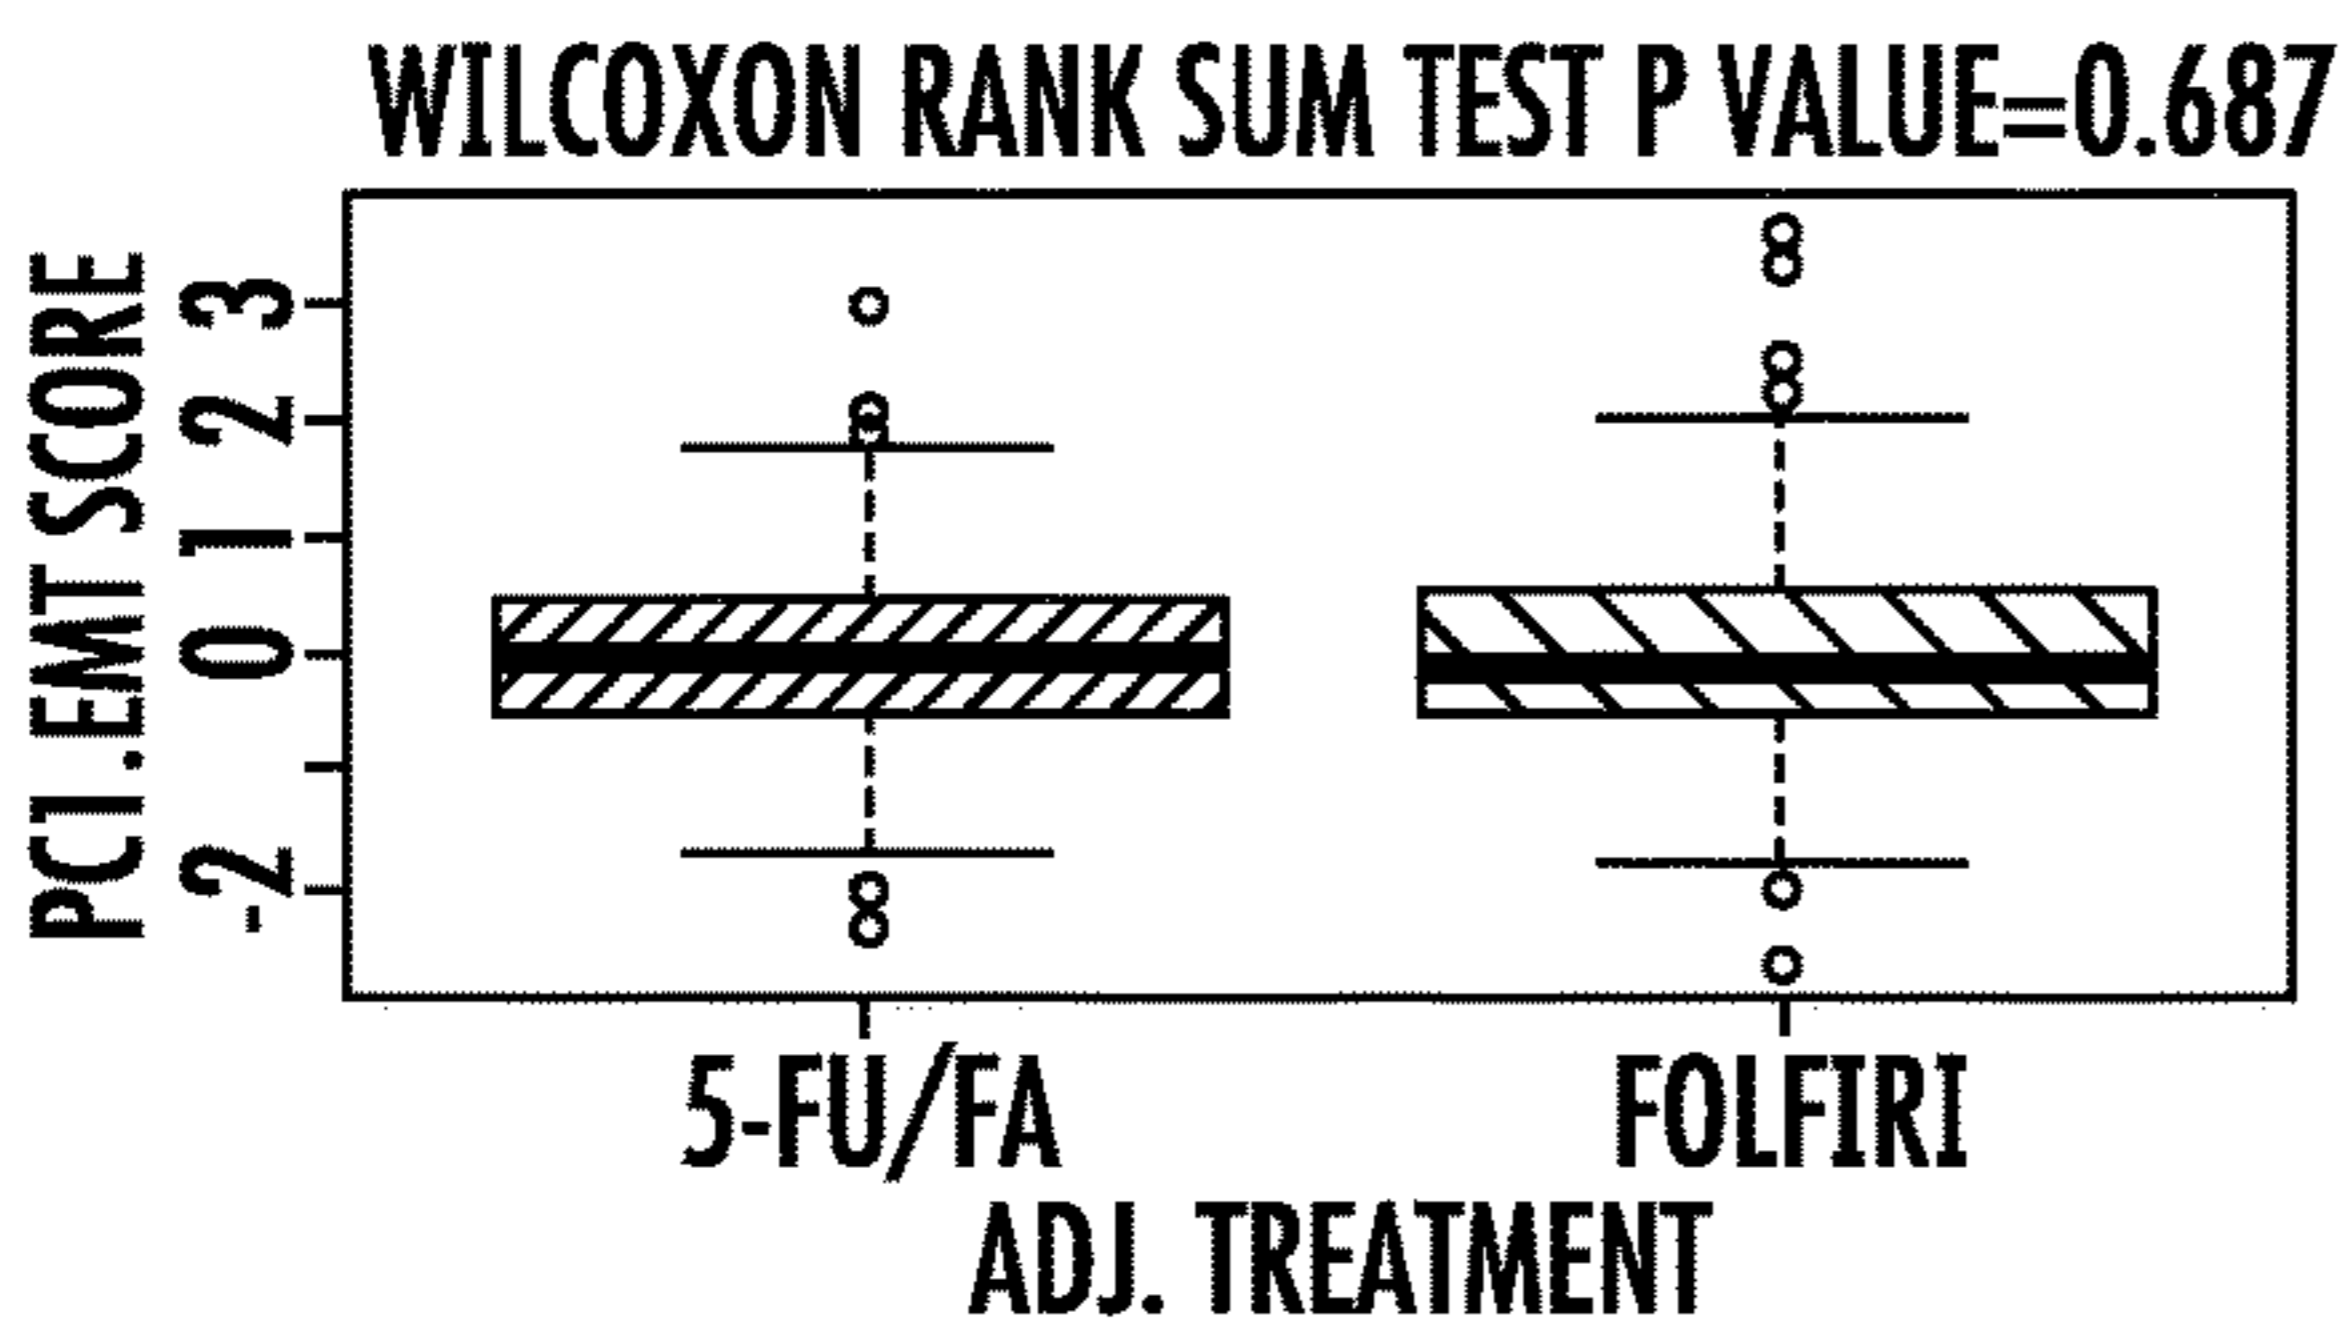 WILCOXON RANK SUM TEST P VALUE=0.687
PC1.EMT SCORE
3
2
1
0
-2
5-FU/FA
FOLFIRI
ADJ. TREATMENT